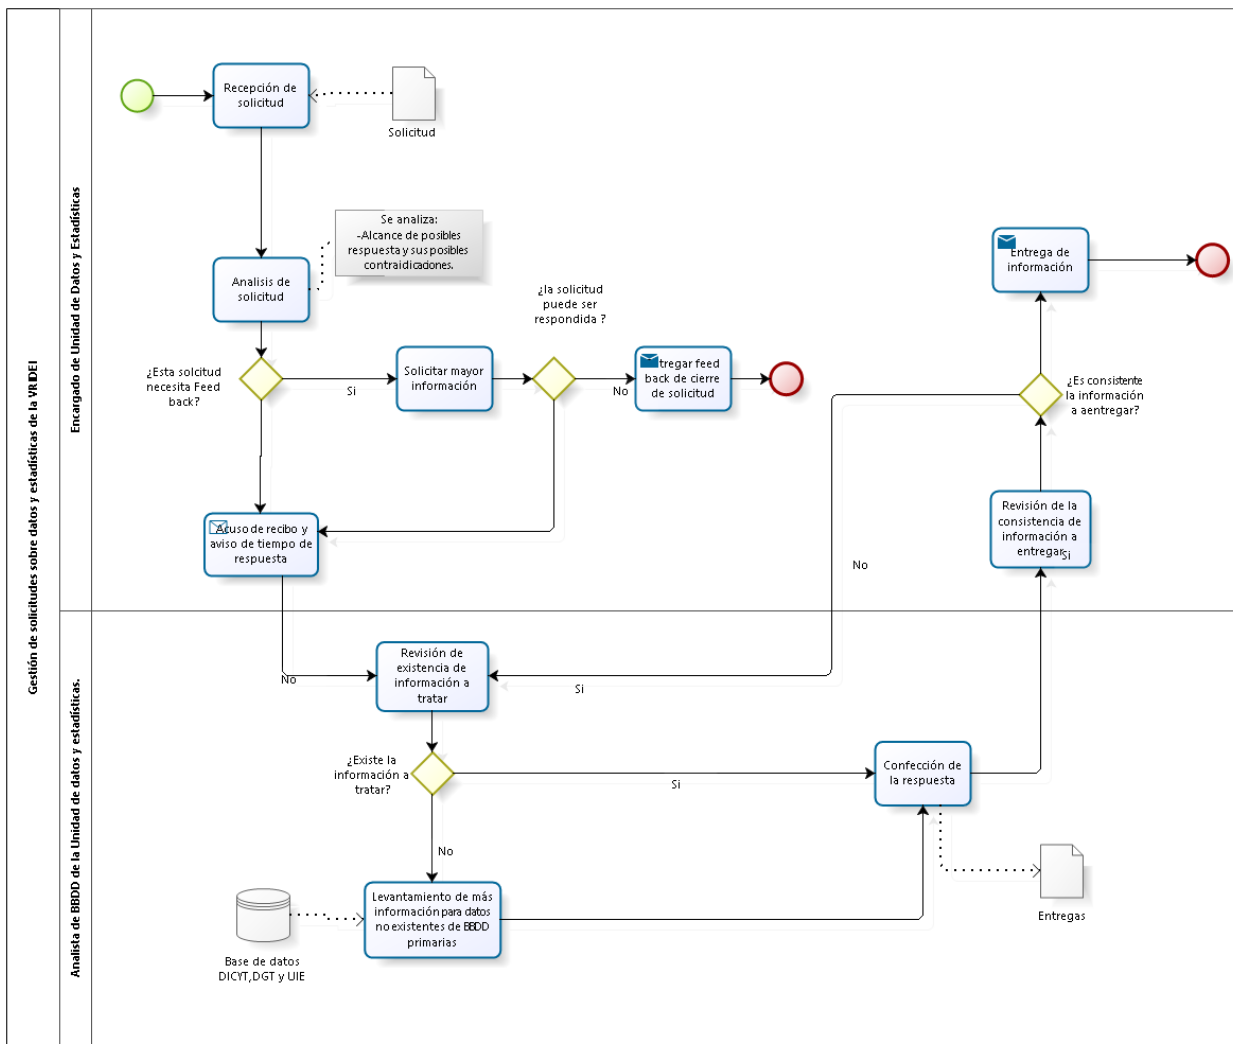 Gestión de solicitudes sobre datos y estadísticas de la VRIDEI
Encargado de Unidad de Datos y Estadísticas
Recepción de
solicitud
Solicitud
Se analiza:
-Alcance de posibles
respuesta y sus posibles
contraidicaciones.
Analisis de
solicitud
¿Esta solcitud
necesita Feed
back?
Si
Solicitar mayor
información
¿la solicitud
puede ser
respondida ?
No
tregar feed
back de cierre
de solicitud
Entrega de
información
¿Es consistente
la información
a aentregar?
Revisión de la
consistencia de
información a
entregar
Si
No
Acuso de recibo y
aviso de tiempo de
respuesta
Analista de BBDD de la Unidad de datos y estadísticas.
No
Revisión de
existencia de
información a
tratar
Si
¿Existe la
información a
tratar?
Si
Confección de
la respuesta
No
Levantamiento de más
información para datos
no existentes de BBDD
primarias
Base de datos
DICYT,DGT y UIE
Entregas